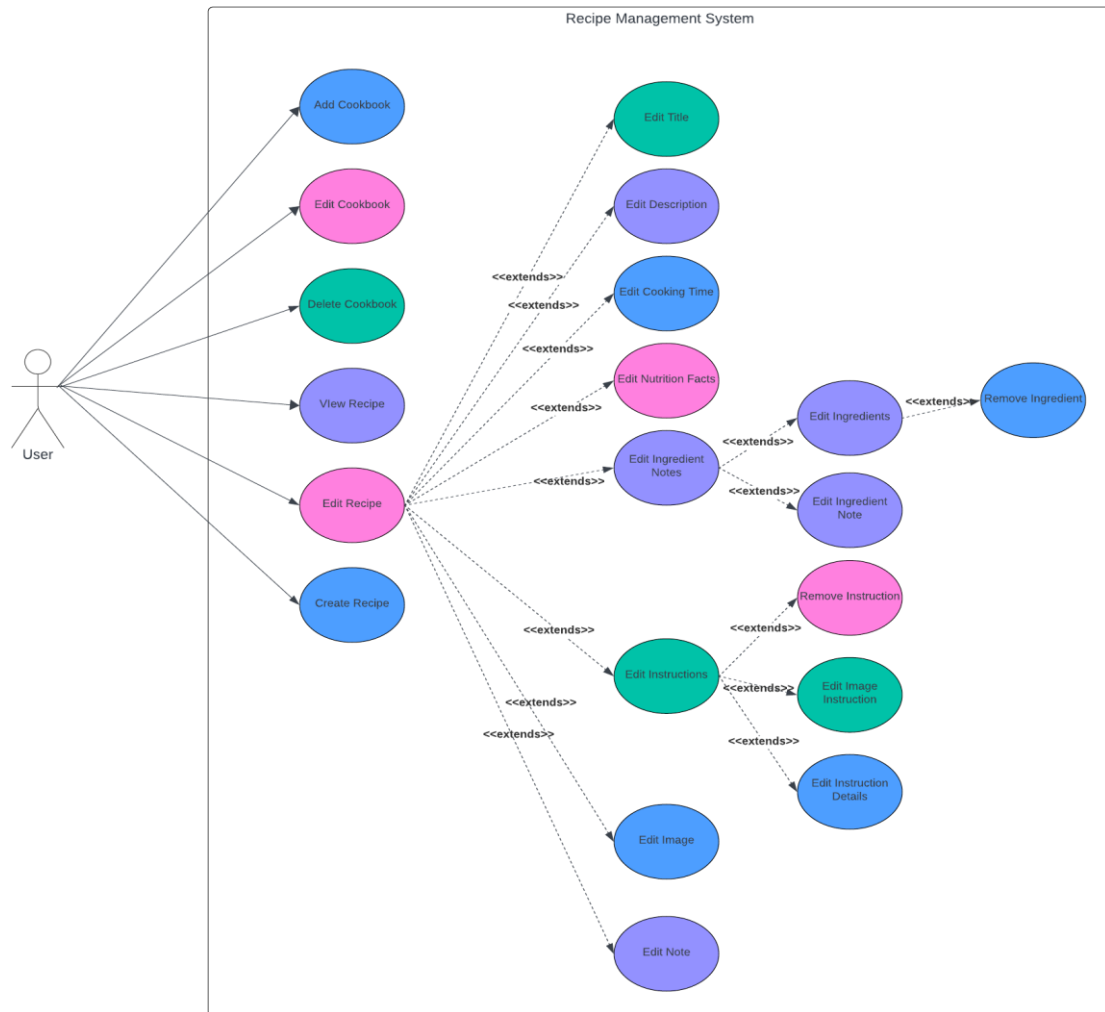 Recipe Management System
Add Cookbook
Edit Cookbook
Delete Cookbook
VIew Recipe
Edit Recipe
Create Recipe
User
Edit Title
Edit Description
Edit Cooking Time
Edit Nutrition Facts
Edit Ingredient
Notes
Edit Instructions
Edit Image
Edit Note
<<extends>>
<<extends>>
<<extends>>
<<extends>>
<<extends>>
<<extends>>
<<extends>>
<<extends>>
Edit Ingredients
Edit Ingredient
Note
Remove Instruction
Edit Image
Instruction
Edit Instruction
Details
<<extends>>
<<extends>>
<<extends>>
<<extends>>
<<extends>>
<<extends>>
Remove Ingredient